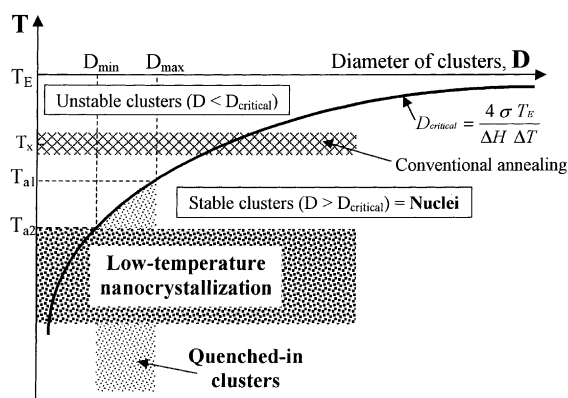 T
D_min D_max
Diameter of clusters, D
T_E
Unstable clusters (D < D_critical)
D_critical = 4 σ T_E / ΔH ΔT
T_x
Conventional annealing
T_a1
Stable clusters (D > D_critical) = Nuclei
T_a2
Low-temperature
nanocrystallization
Quenched-in
clusters